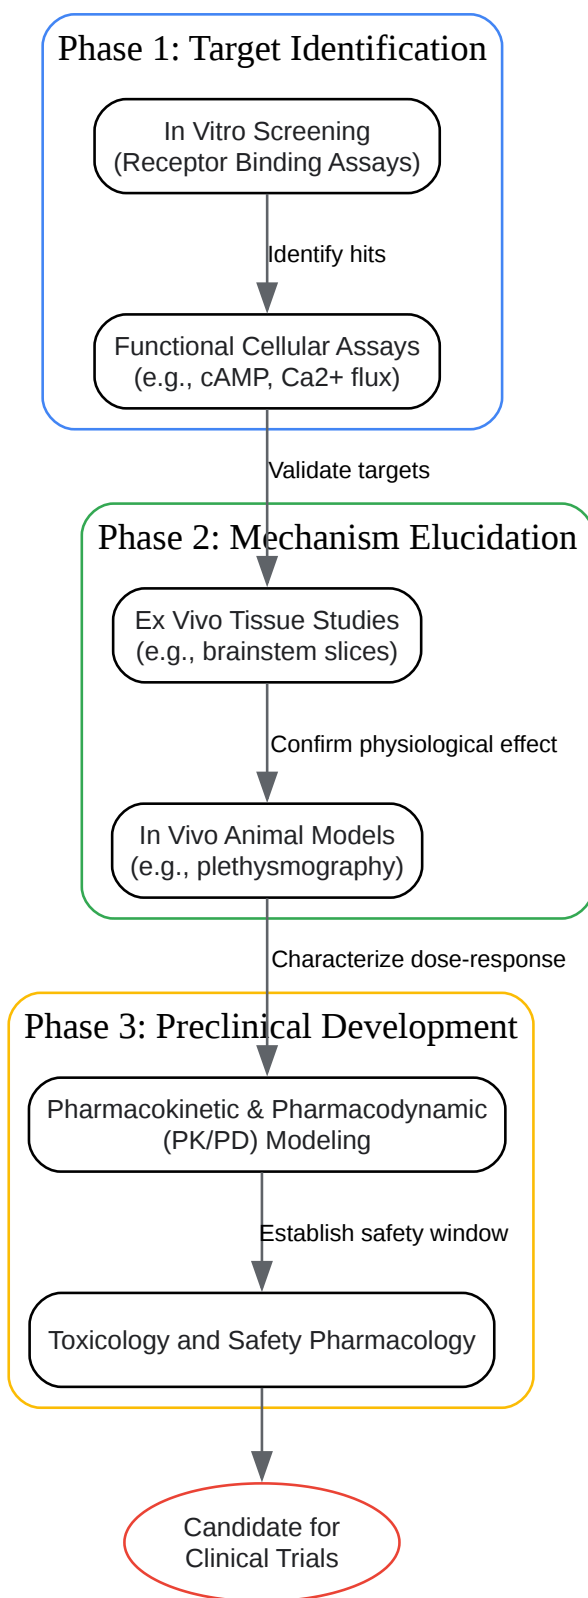 Phase 1: Target Identification
In Vitro Screening
(Receptor Binding Assays)
Identify hits
Functional Cellular Assays
(e.g., cAMP, Ca2+ flux)
Validate targets
Phase 2: Mechanism Elucidation
Ex Vivo Tissue Studies
(e.g., brainstem slices)
Confirm physiological effect
In Vivo Animal Models
(e.g., plethysmography)
Characterize dose-response
Phase 3: Preclinical Development
Pharmacokinetic & Pharmacodynamic
(PK/PD) Modeling
Establish safety window
Toxicology and Safety Pharmacology
Candidate for
Clinical Trials